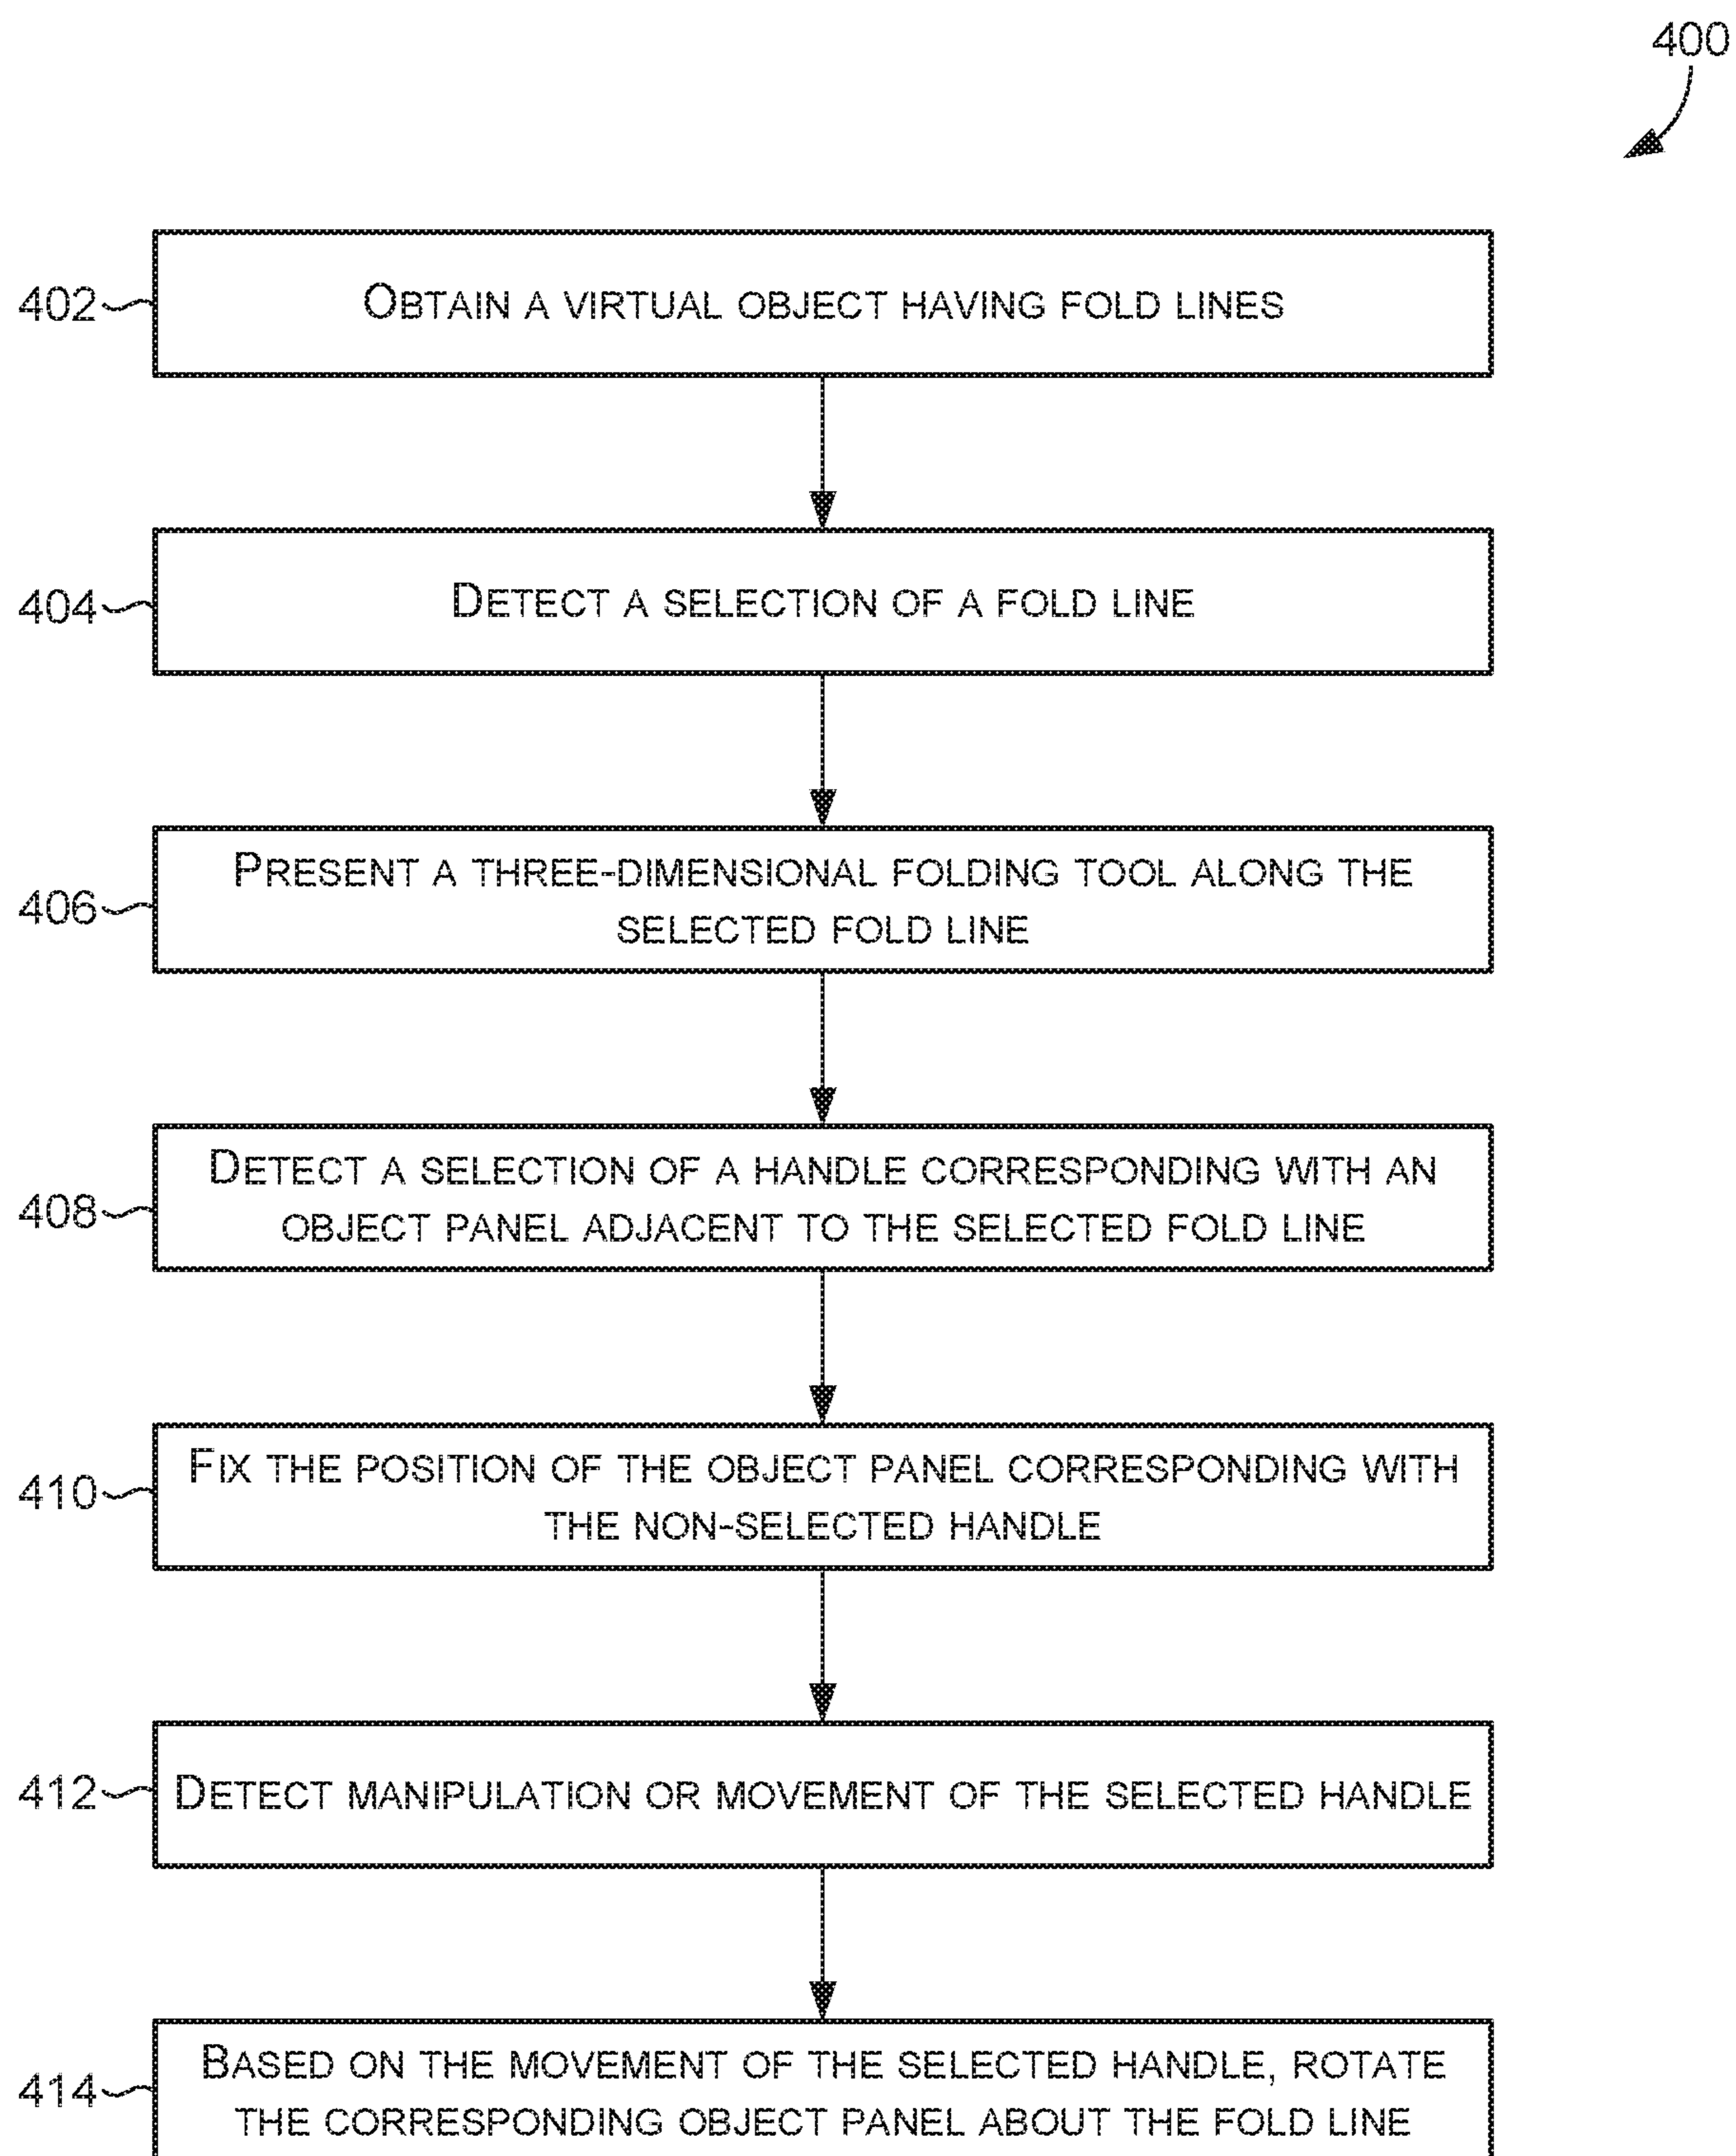 400
402
OBTAIN A VIRTUAL OBJECT HAVING FOLD LINES
404
DETECT A SELECTION OF A FOLD LINE
406
PRESENT A THREE-DIMENSIONAL FOLDING TOOL ALONG THE
SELECTED FOLD LINE
408
DETECT A SELECTION OF A HANDLE CORRESPONDING WITH AN
OBJECT PANEL ADJACENT TO THE SELECTED FOLD LINE
410
FIX THE POSITION OF THE OBJECT PANEL CORRESPONDING WITH
THE NON-SELECTED HANDLE
412
DETECT MANIPULATION OR MOVEMENT OF THE SELECTED HANDLE
414
BASED ON THE MOVEMENT OF THE SELECTED HANDLE, ROTATE
THE CORRESPONDING OBJECT PANEL ABOUT THE FOLD LINE